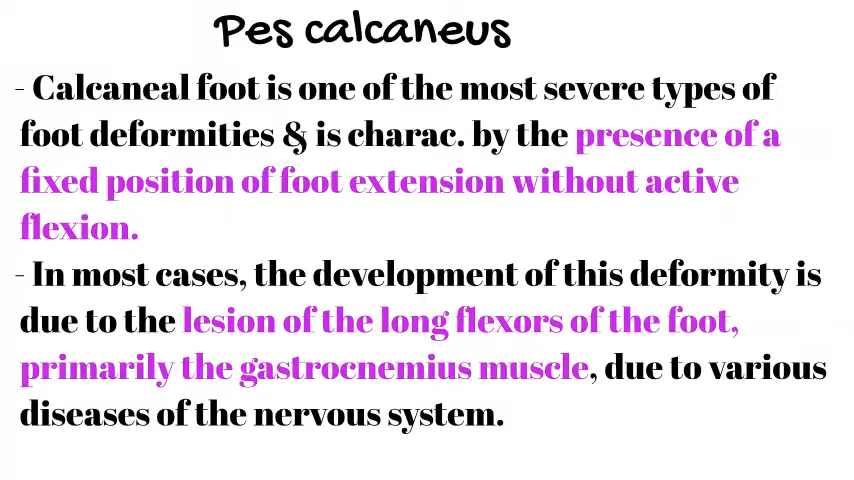 Pes calcaneus
- Calcaneal foot is one of the most severe types of
foot deformities & is charac. by the presence of a
fixed position of foot extension without active
flexion.
- In most cases, the development of this deformity is
due to the lesion of the long flexors of the foot,
primarily the gastrocnemius muscle, due to various
diseases of the nervous system.